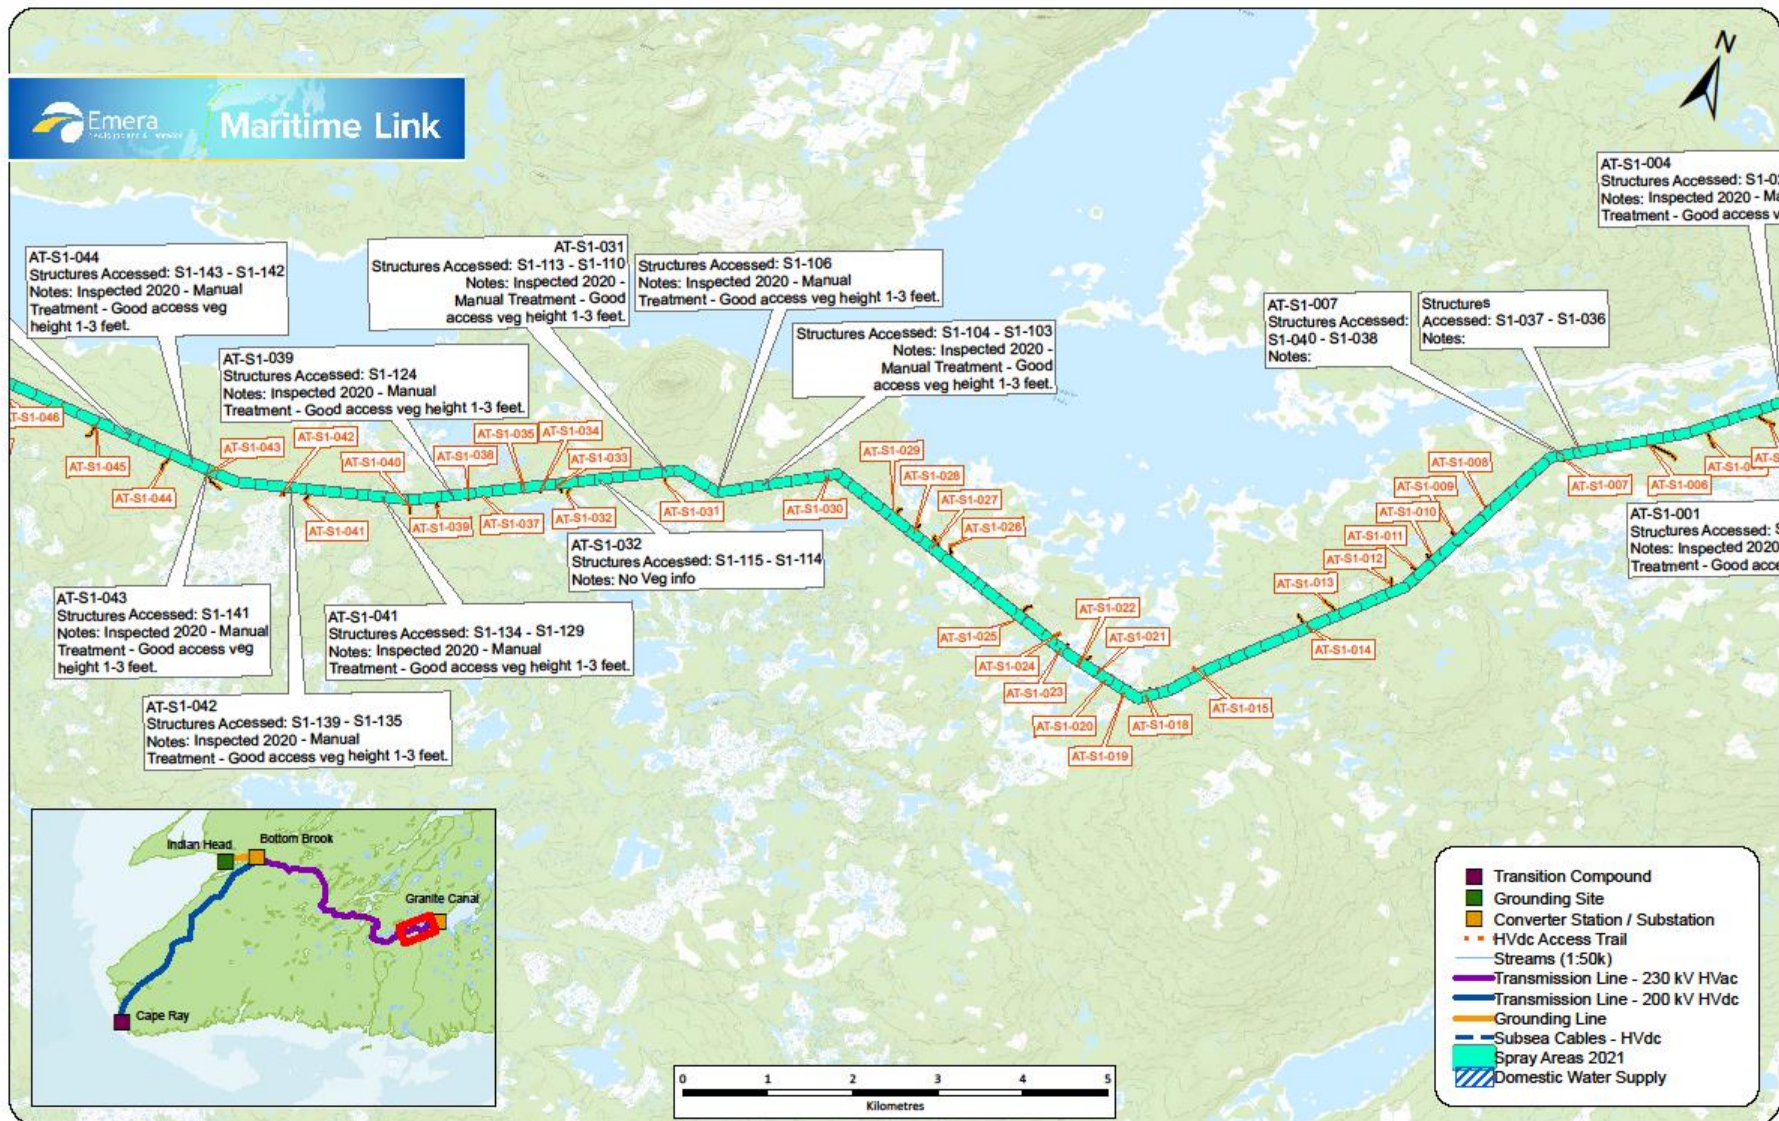 N
Emera
Maritime Link
AT-S1-004
Structures Accessed: S1-0
Notes: Inspected 2020 - Ma
Treatment - Good access v
AT-S1-044
Structures Accessed: S1-143 - S1-142
Notes: Inspected 2020 - Manual
Treatment - Good access veg
height 1-3 feet.
AT-S1-031
Structures Accessed: S1-113 - S1-110
Notes: Inspected 2020 -
Manual Treatment - Good
access veg height 1-3 feet.
Structures Accessed: S1-106
Notes: Inspected 2020 - Manual
Treatment - Good access veg height 1-3 feet.
Structures Accessed: S1-104 - S1-103
Notes: Inspected 2020 -
Manual Treatment - Good
access veg height 1-3 feet.
AT-S1-007
Structures Accessed:
S1-040 - S1-038
Notes:
Structures
Accessed: S1-037 - S1-036
Notes:
AT-S1-039
Structures Accessed: S1-124
Notes: Inspected 2020 - Manual
Treatment - Good access veg height 1-3 feet.
AT-S1-046
AT-S1-045
AT-S1-044
AT-S1-043
AT-S1-042
AT-S1-041
AT-S1-040
AT-S1-039
AT-S1-038
AT-S1-037
AT-S1-035
AT-S1-034
AT-S1-033
AT-S1-032
AT-S1-031
AT-S1-030
AT-S1-029
AT-S1-028
AT-S1-027
AT-S1-026
AT-S1-025
AT-S1-024
AT-S1-023
AT-S1-022
AT-S1-021
AT-S1-020
AT-S1-019
AT-S1-018
AT-S1-015
AT-S1-014
AT-S1-013
AT-S1-012
AT-S1-011
AT-S1-010
AT-S1-009
AT-S1-008
AT-S1-007
AT-S1-006
AT-S1-001
Structures Accessed: S
Notes: Inspected 2020
Treatment - Good acce
AT-S1-032
Structures Accessed: S1-115 - S1-114
Notes: No Veg info
AT-S1-043
Structures Accessed: S1-141
Notes: Inspected 2020 - Manual
Treatment - Good access veg
height 1-3 feet.
AT-S1-041
Structures Accessed: S1-134 - S1-129
Notes: Inspected 2020 - Manual
Treatment - Good access veg height 1-3 feet.
AT-S1-042
Structures Accessed: S1-139 - S1-135
Notes: Inspected 2020 - Manual
Treatment - Good access veg height 1-3 feet.
Indian Head
Bottom Brook
Granite Canal
Cape Ray
0 1 2 3 4 5
Kilometres
Transition Compound
Grounding Site
Converter Station / Substation
HVdc Access Trail
Streams (1:50k)
Transmission Line - 230 kV HVac
Transmission Line - 200 kV HVdc
Grounding Line
Subsea Cables - HVdc
Spray Areas 2021
Domestic Water Supply